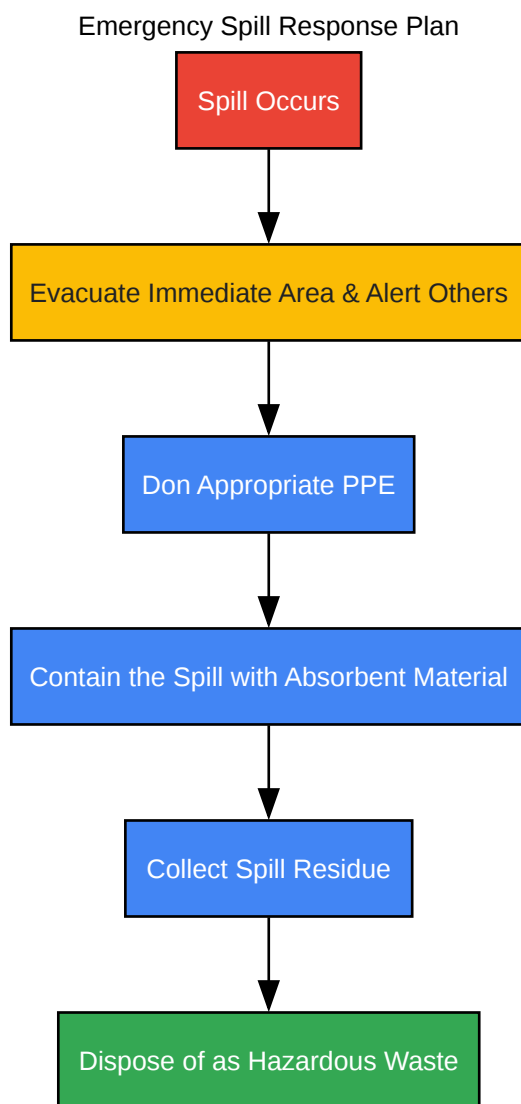 Emergency Spill Response Plan
Spill Occurs
Evacuate Immediate Area & Alert Others
Don Appropriate PPE
Contain the Spill with Absorbent Material
Collect Spill Residue
Dispose of as Hazardous Waste